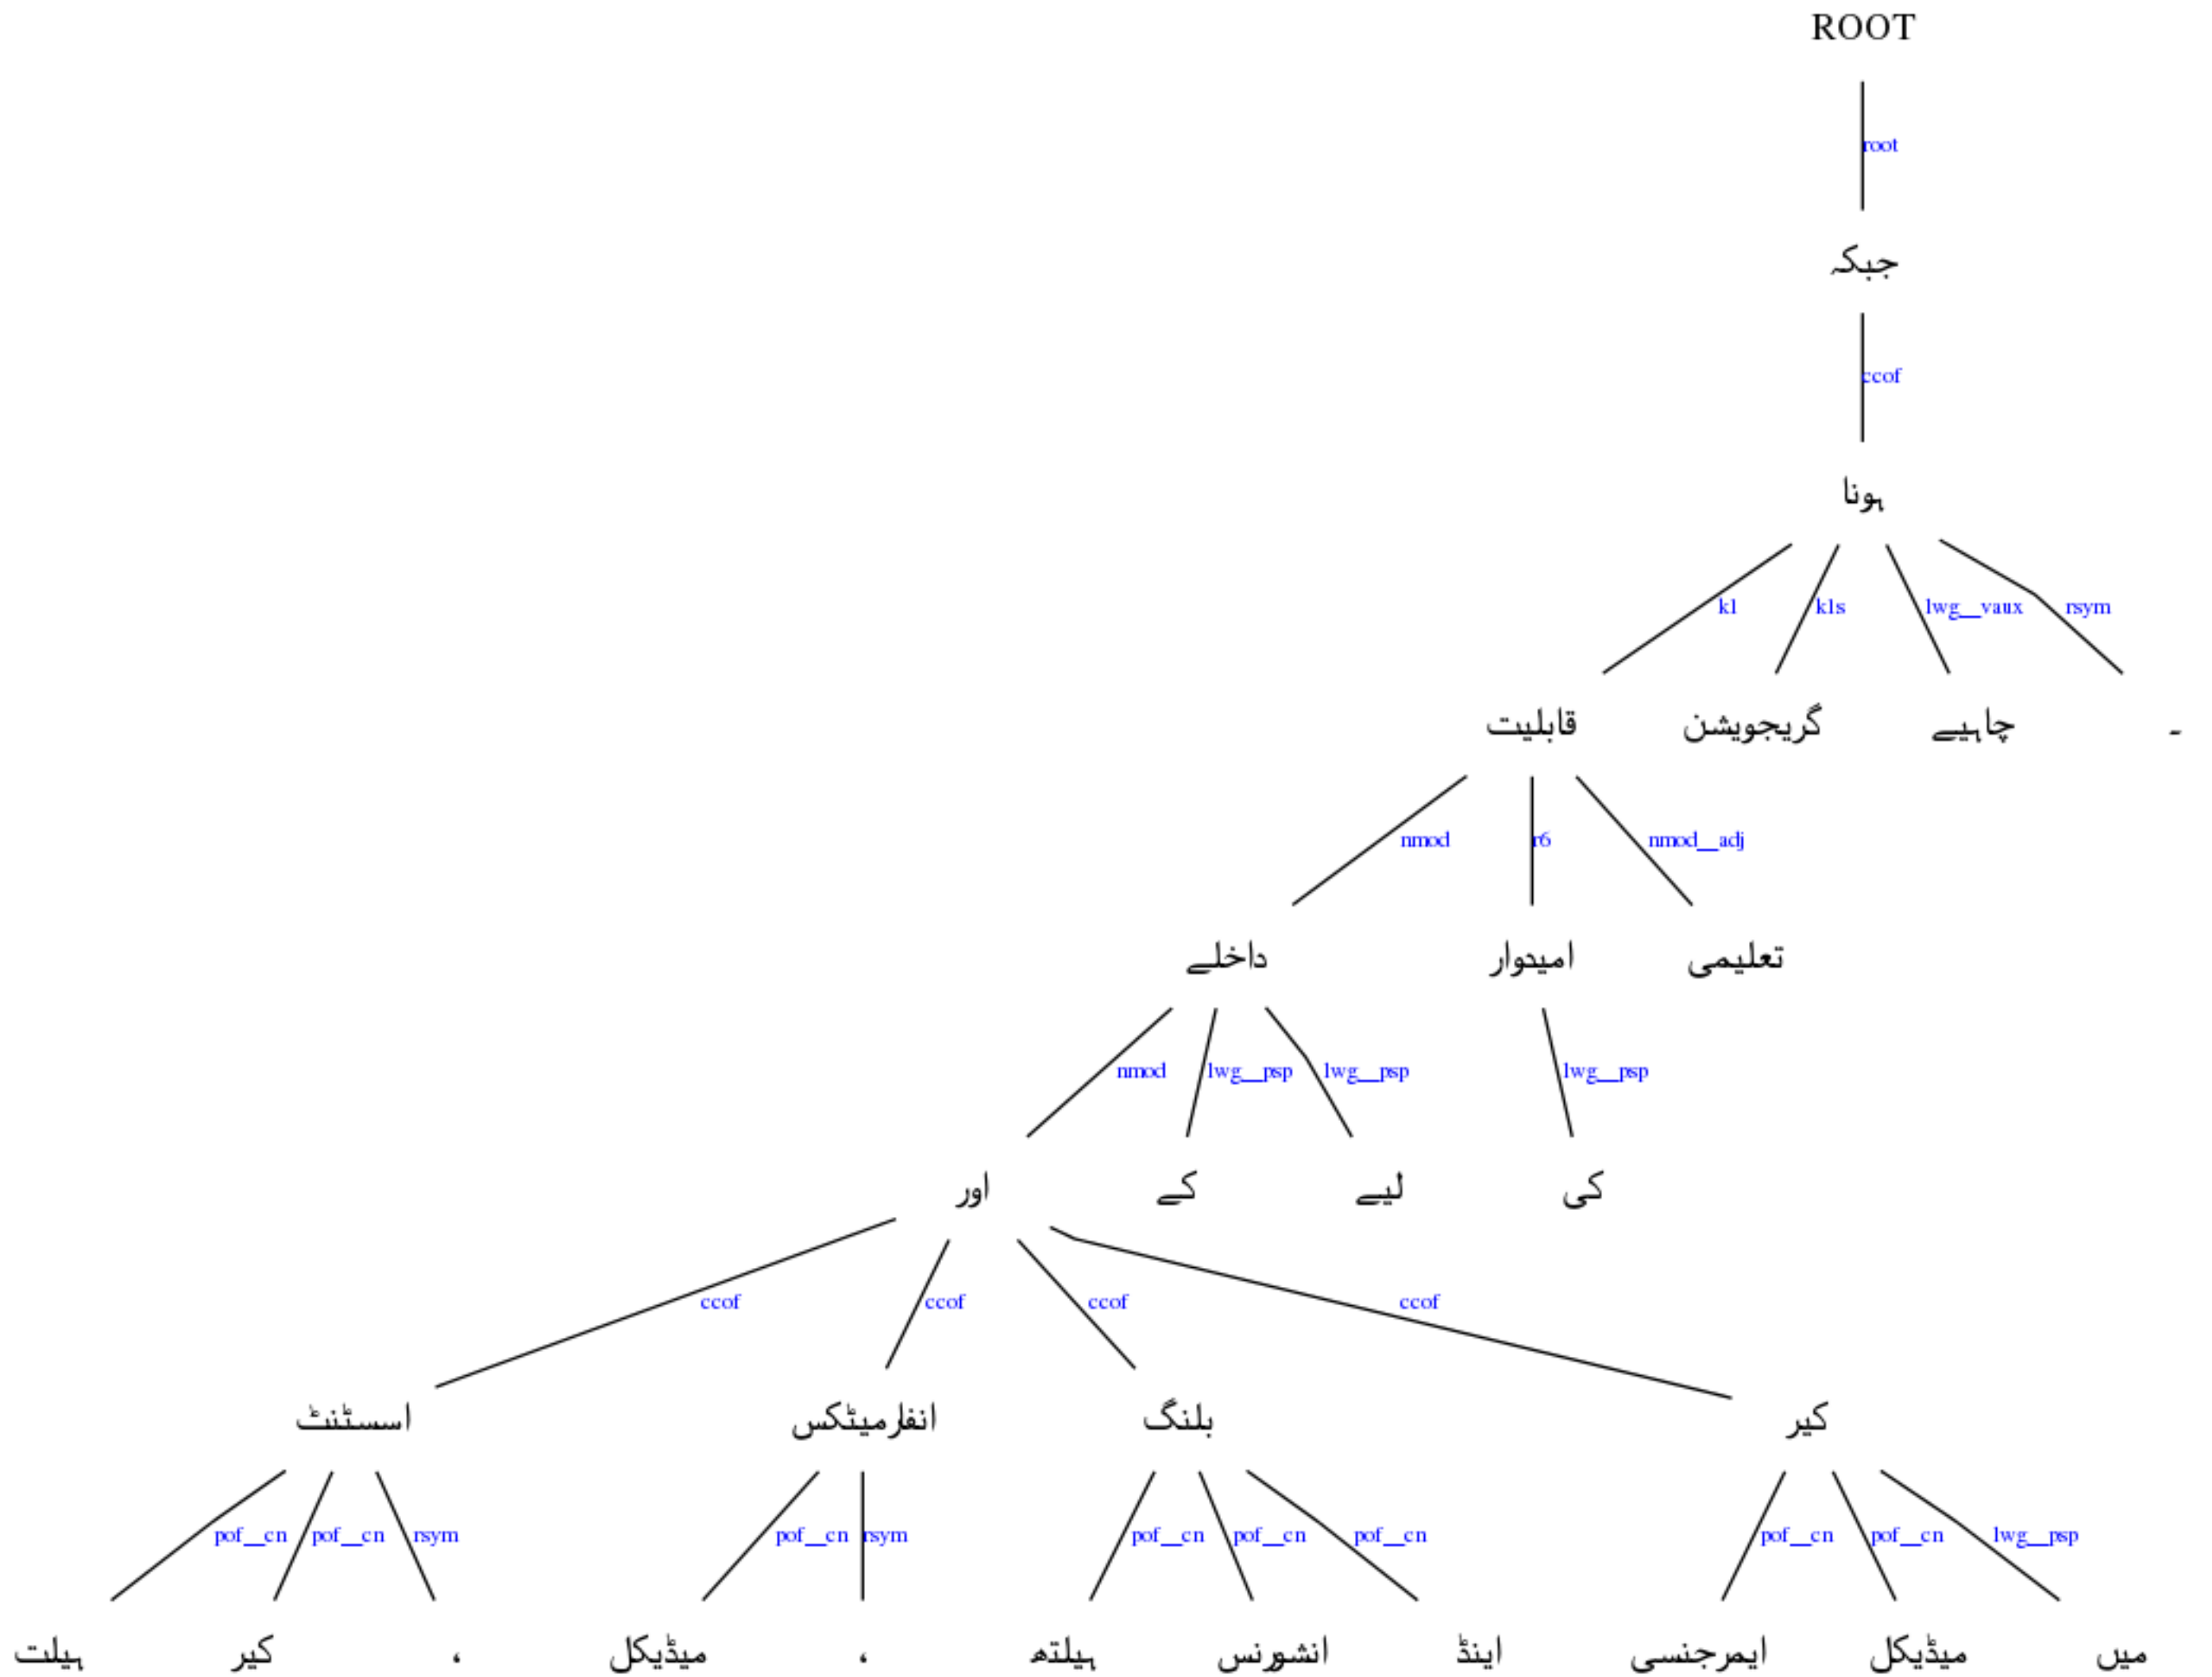 ROOT
root
جبکہ
ccof
ہونا
k1 k1s lwg__vaux rsym
قابلیت گریجویشن چاہیے ۔
nmod r6 nmod__adj
داخلے امیدوار تعلیمی
nmod lwg__psp lwg__psp lwg__psp
اور کے لیے کی
ccof ccof ccof ccof
اسسٹنٹ انفارمیٹکس بلنگ کیر
pof__cn pof__cn rsym pof__cn rsym pof__cn pof__cn pof__cn pof__cn pof__cn lwg__psp
ہیلت کیر ، میڈیکل ، ہیلتھ انشورنس اینڈ ایمرجنسی میڈیکل میں